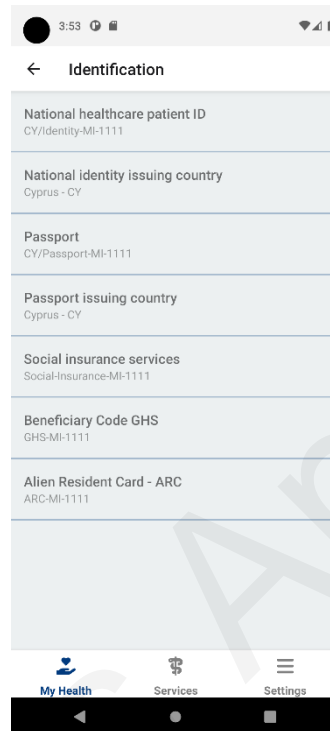 3:53
Identification
National healthcare patient ID
CY/Identity-MI-1111
National identity issuing country
Cyprus - CY
Passport
CY/Passport-MI-1111
Passport issuing country
Cyprus - CY
Social insurance services
Social-Insurance-MI-1111
Beneficiary Code GHS
GHS-MI-1111
Alien Resident Card - ARC
ARC-MI-1111
My Health
Services
Settings